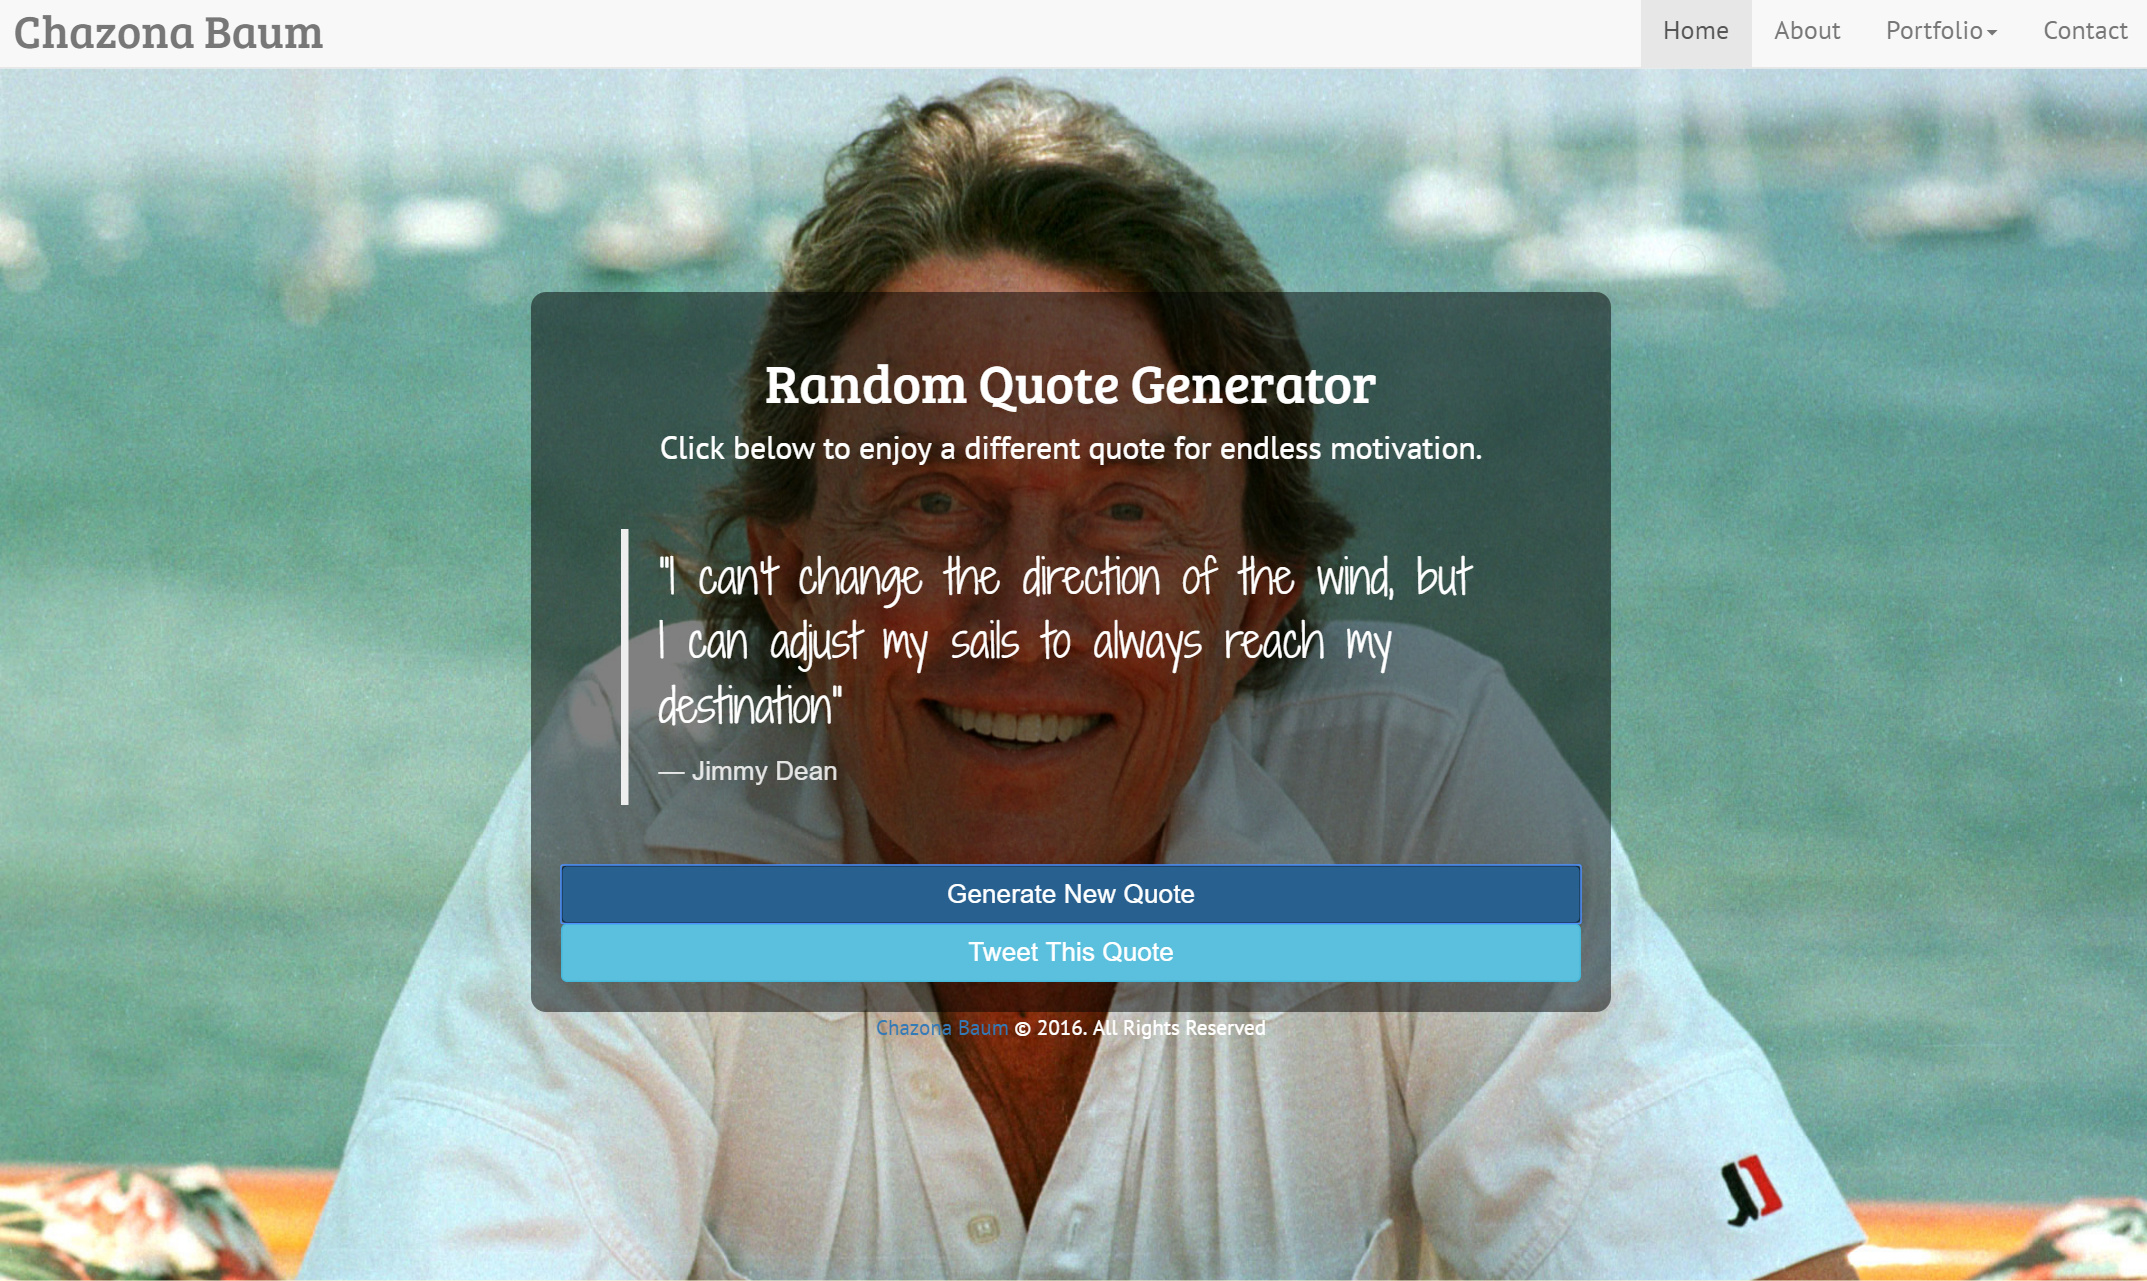 Chazona Baum
Home About Portfolio Contact
Random Quote Generator
Click below to enjoy a different quote for endless motivation.
"I can't change the direction of the wind, but
I can adjust my sails to always reach my
destination"
— Jimmy Dean
Generate New Quote
Tweet This Quote
Chazona Baum © 2016. All Rights Reserved